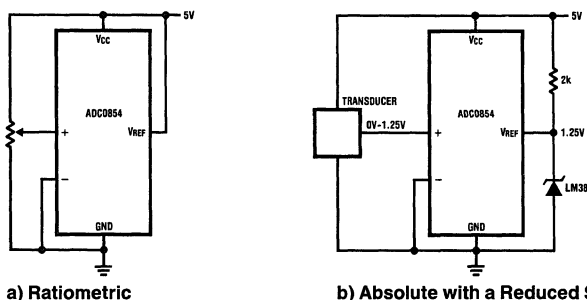 5V
VCC
ADC0854
+
VREF
−
GND
a) Ratiometric
5V
VCC
2k
TRANSDUCER
ADC0854
0V-1.25V
+
VREF
1.25V
−
GND
b) Absolute with a Reduced